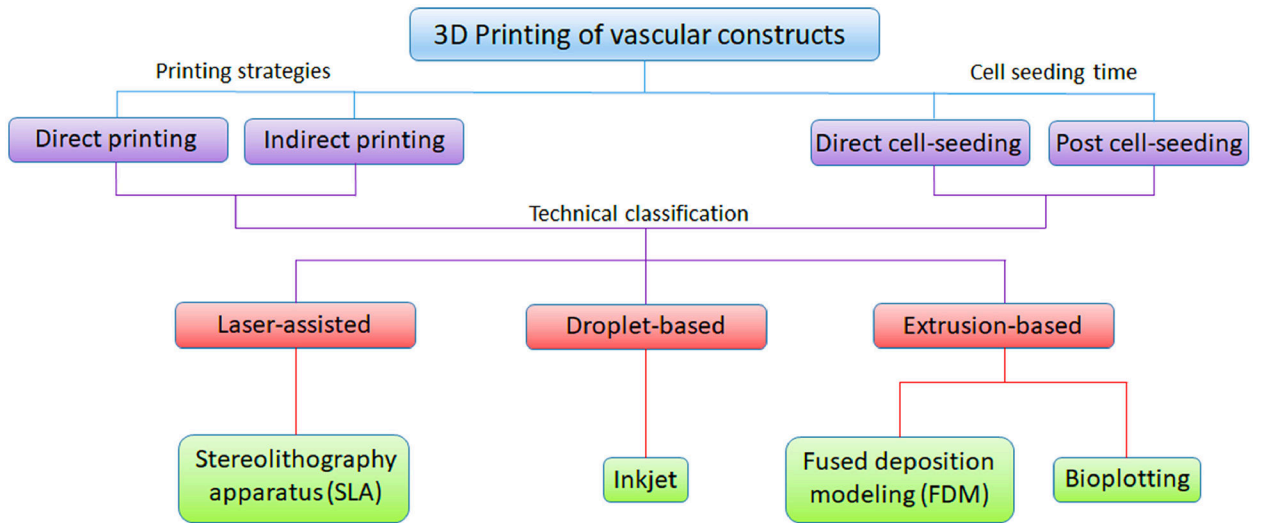 3D Printing of vascular constructs
Printing strategies
Cell seeding time
Direct printing
Indirect printing
Direct cell-seeding
Post cell-seeding
Technical classification
Laser-assisted
Droplet-based
Extrusion-based
Stereolithography
apparatus (SLA)
Inkjet
Fused deposition
modeling (FDM)
Bioplotting